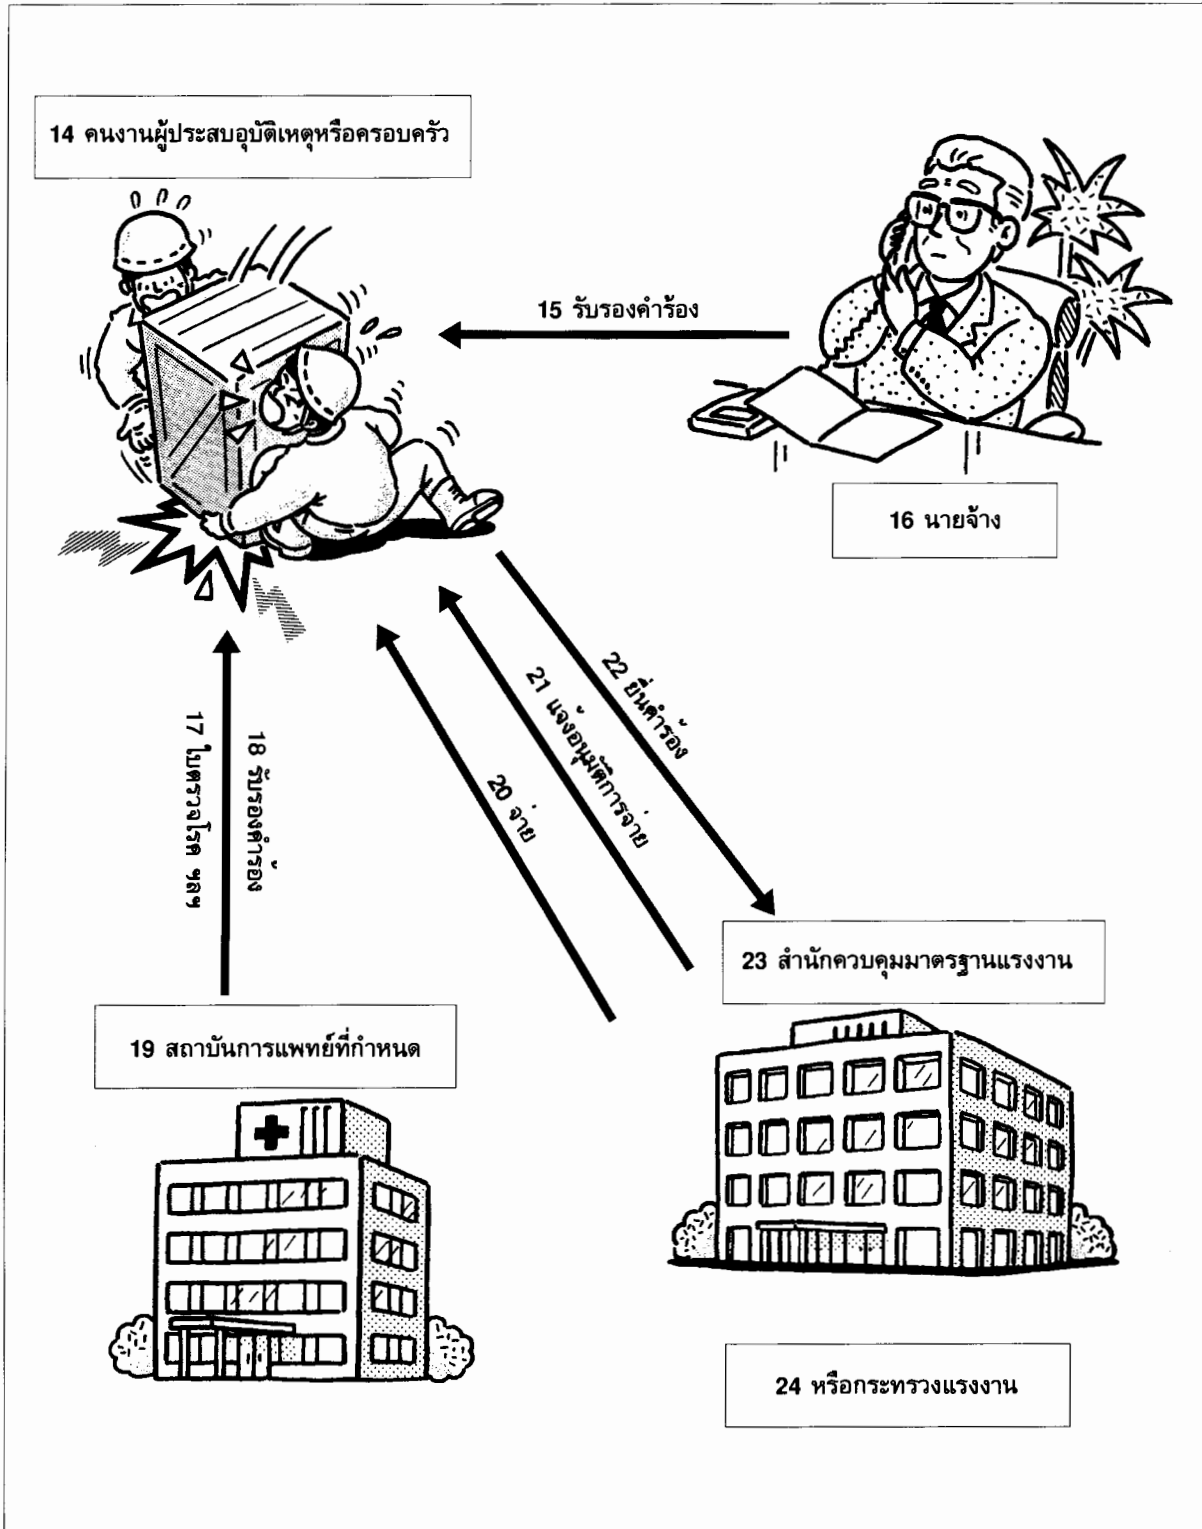 14 คนงานผู้ประสบอุบัติเหตุหรือครอบครัว
15 รับรองคำร้อง
16 นายจ้าง
17 ใบตรวจโรค ฯลฯ
18 รับรองคำร้อง
19 สถาบันการแพทย์ที่กำหนด
20 จ่าย
21 แจ้งอนุมัติการจ่าย
22 ยื่นคำร้อง
23 สำนักควบคุมมาตรฐานแรงงาน
24 หรือกระทรวงแรงงาน